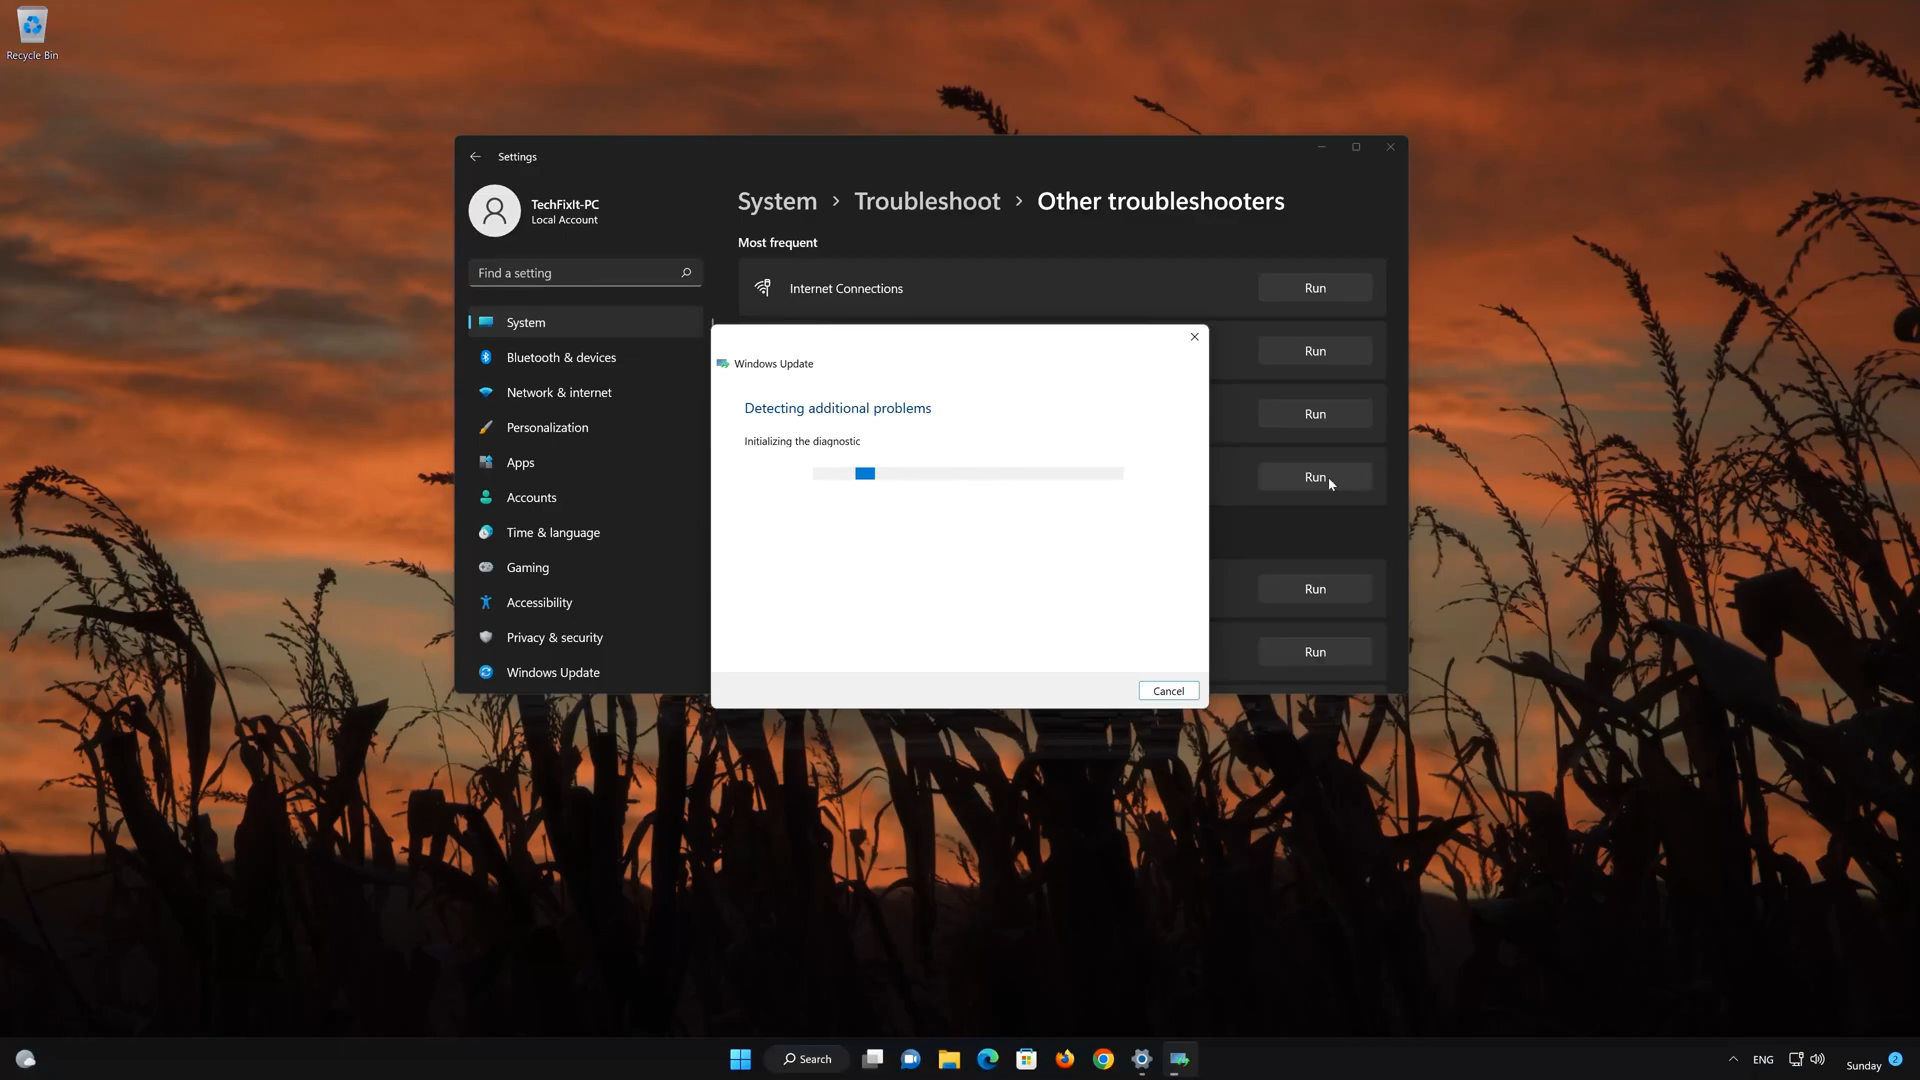 Recycle Bin
Settings
TechFixIt-PC
Local Account
Find a setting
System
Bluetooth & devices
Network & internet
Personalization
Apps
Accounts
Time & language
Gaming
Accessibility
Privacy & security
Windows Update
System > Troubleshoot > Other troubleshooters
Most frequent
Internet Connections
Run
Run
Run
Run
Run
Run
Windows Update
Detecting additional problems
Initializing the diagnostic
Cancel
Search
ENG
Sunday
2